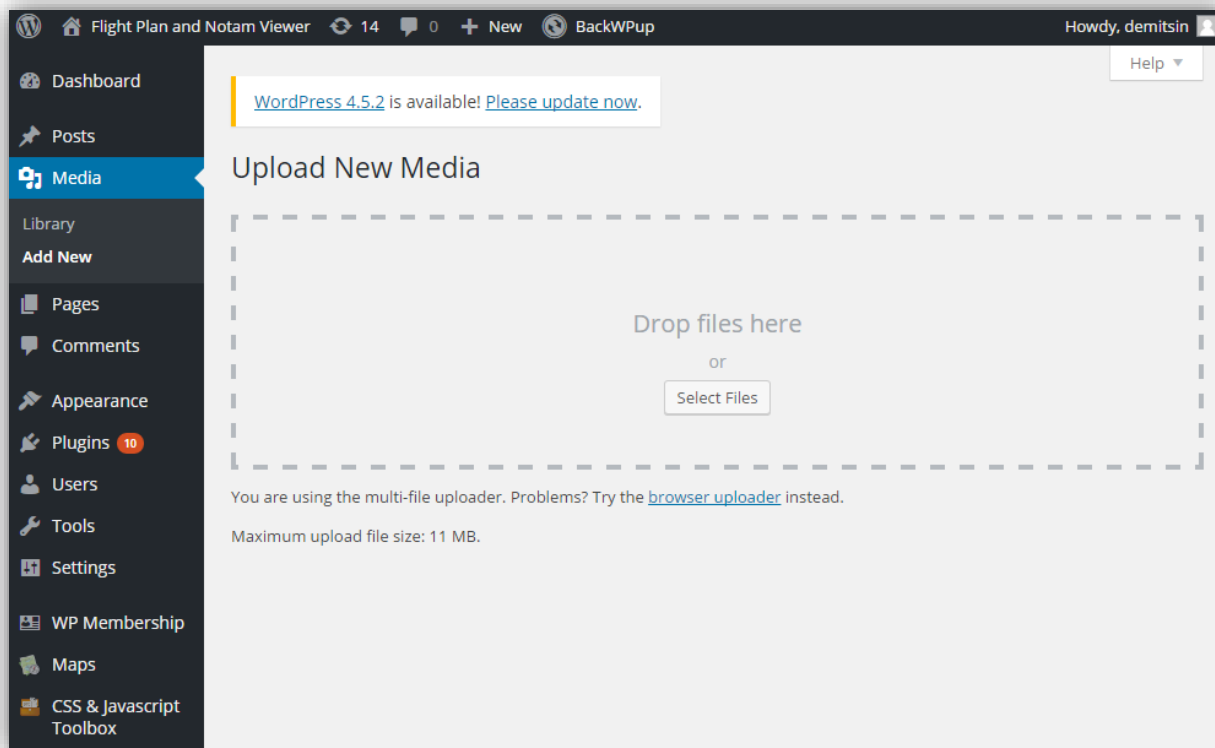 Flight Plan and Notam Viewer 14 0 New BackWPup Howdy, demitsin
Help
Dashboard
Posts
Media
Library
Add New
Pages
Comments
Appearance
Plugins 10
Users
Tools
Settings
WP Membership
Maps
CSS & Javascript
Toolbox
WordPress 4.5.2 is available! Please update now.
Upload New Media
Drop files here
or
Select Files
You are using the multi-file uploader. Problems? Try the browser uploader instead.
Maximum upload file size: 11 MB.